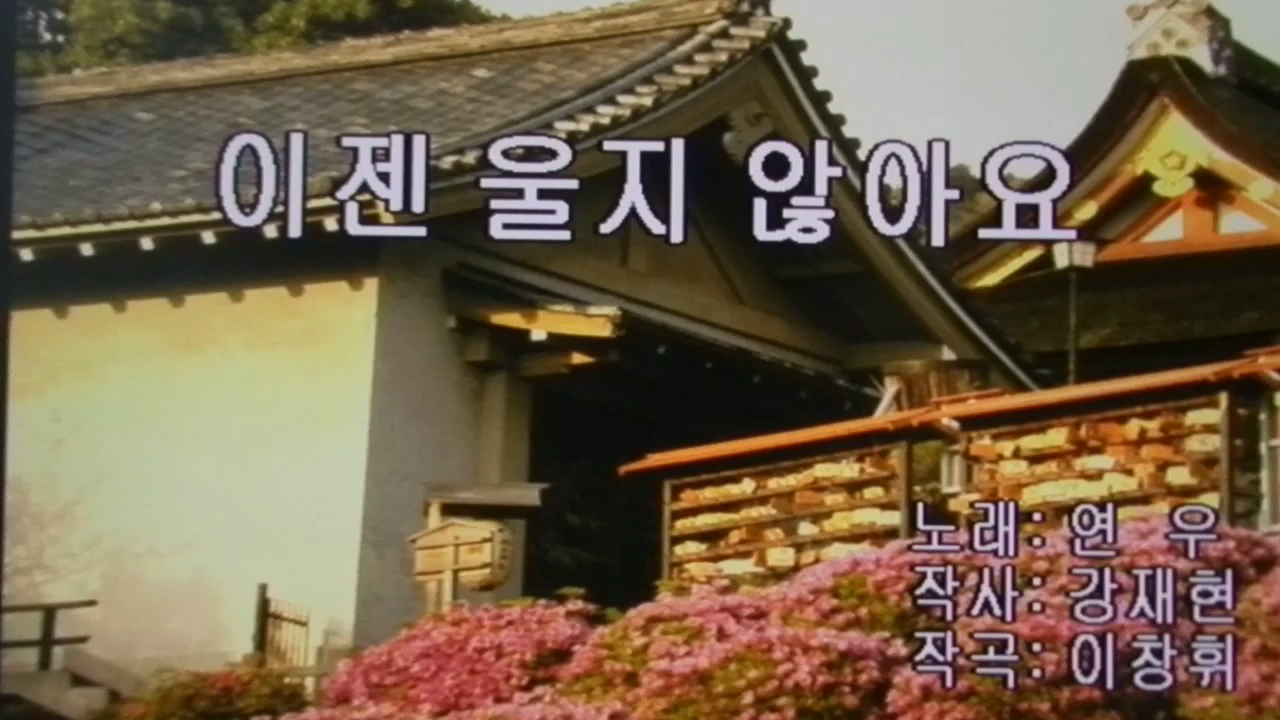 이젠 울지 않아요
노래: 연 우
작사: 강재현
작곡: 이창휘